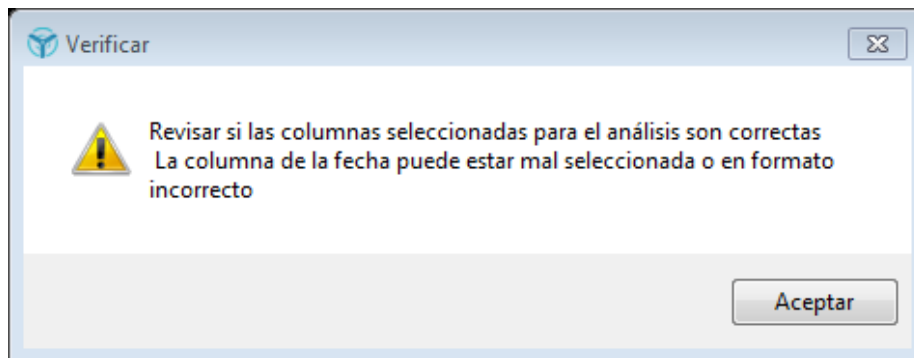 Verificar
Revisar si las columnas seleccionadas para el análisis son correctas
La columna de la fecha puede estar mal seleccionada o en formato
incorrecto
Aceptar